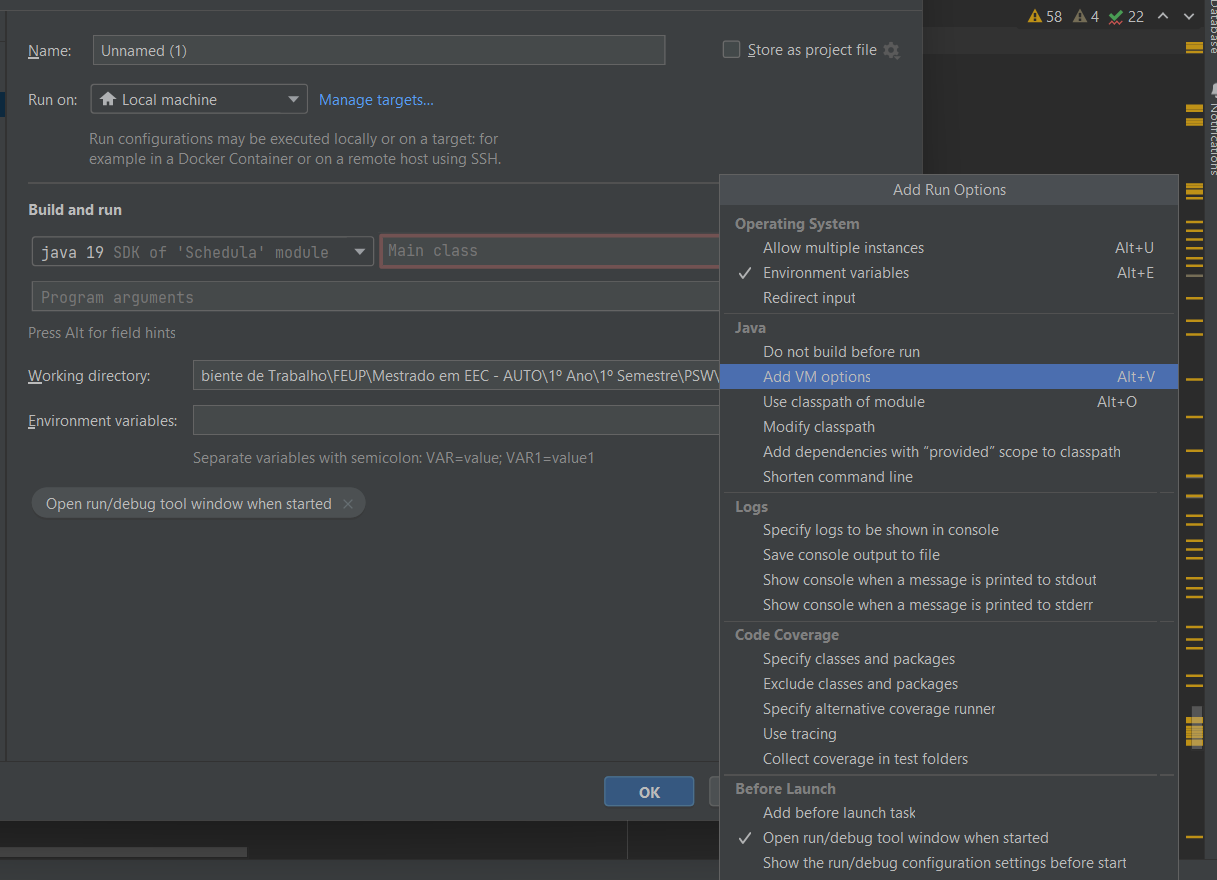 58 4 22
Database
Notifications
Name: Unnamed (1) Store as project file
Run on: Local machine Manage targets...
Run configurations may be executed locally or on a target: for
example in a Docker Container or on a remote host using SSH.
Build and run
java 19 SDK of 'Schedula' module Main class
Program arguments
Press Alt for field hints
Working directory: biente de Trabalho\FEUP\Mestrado em EEC - AUTO\1º Ano\1º Semestre\PSW\
Environment variables:
Separate variables with semicolon: VAR=value; VAR1=value1
Open run/debug tool window when started
OK
Add Run Options
Operating System
Allow multiple instances Alt+U
Environment variables Alt+E
Redirect input
Java
Do not build before run
Add VM options Alt+V
Use classpath of module Alt+O
Modify classpath
Add dependencies with “provided” scope to classpath
Shorten command line
Logs
Specify logs to be shown in console
Save console output to file
Show console when a message is printed to stdout
Show console when a message is printed to stderr
Code Coverage
Specify classes and packages
Exclude classes and packages
Specify alternative coverage runner
Use tracing
Collect coverage in test folders
Before Launch
Add before launch task
Open run/debug tool window when started
Show the run/debug configuration settings before start